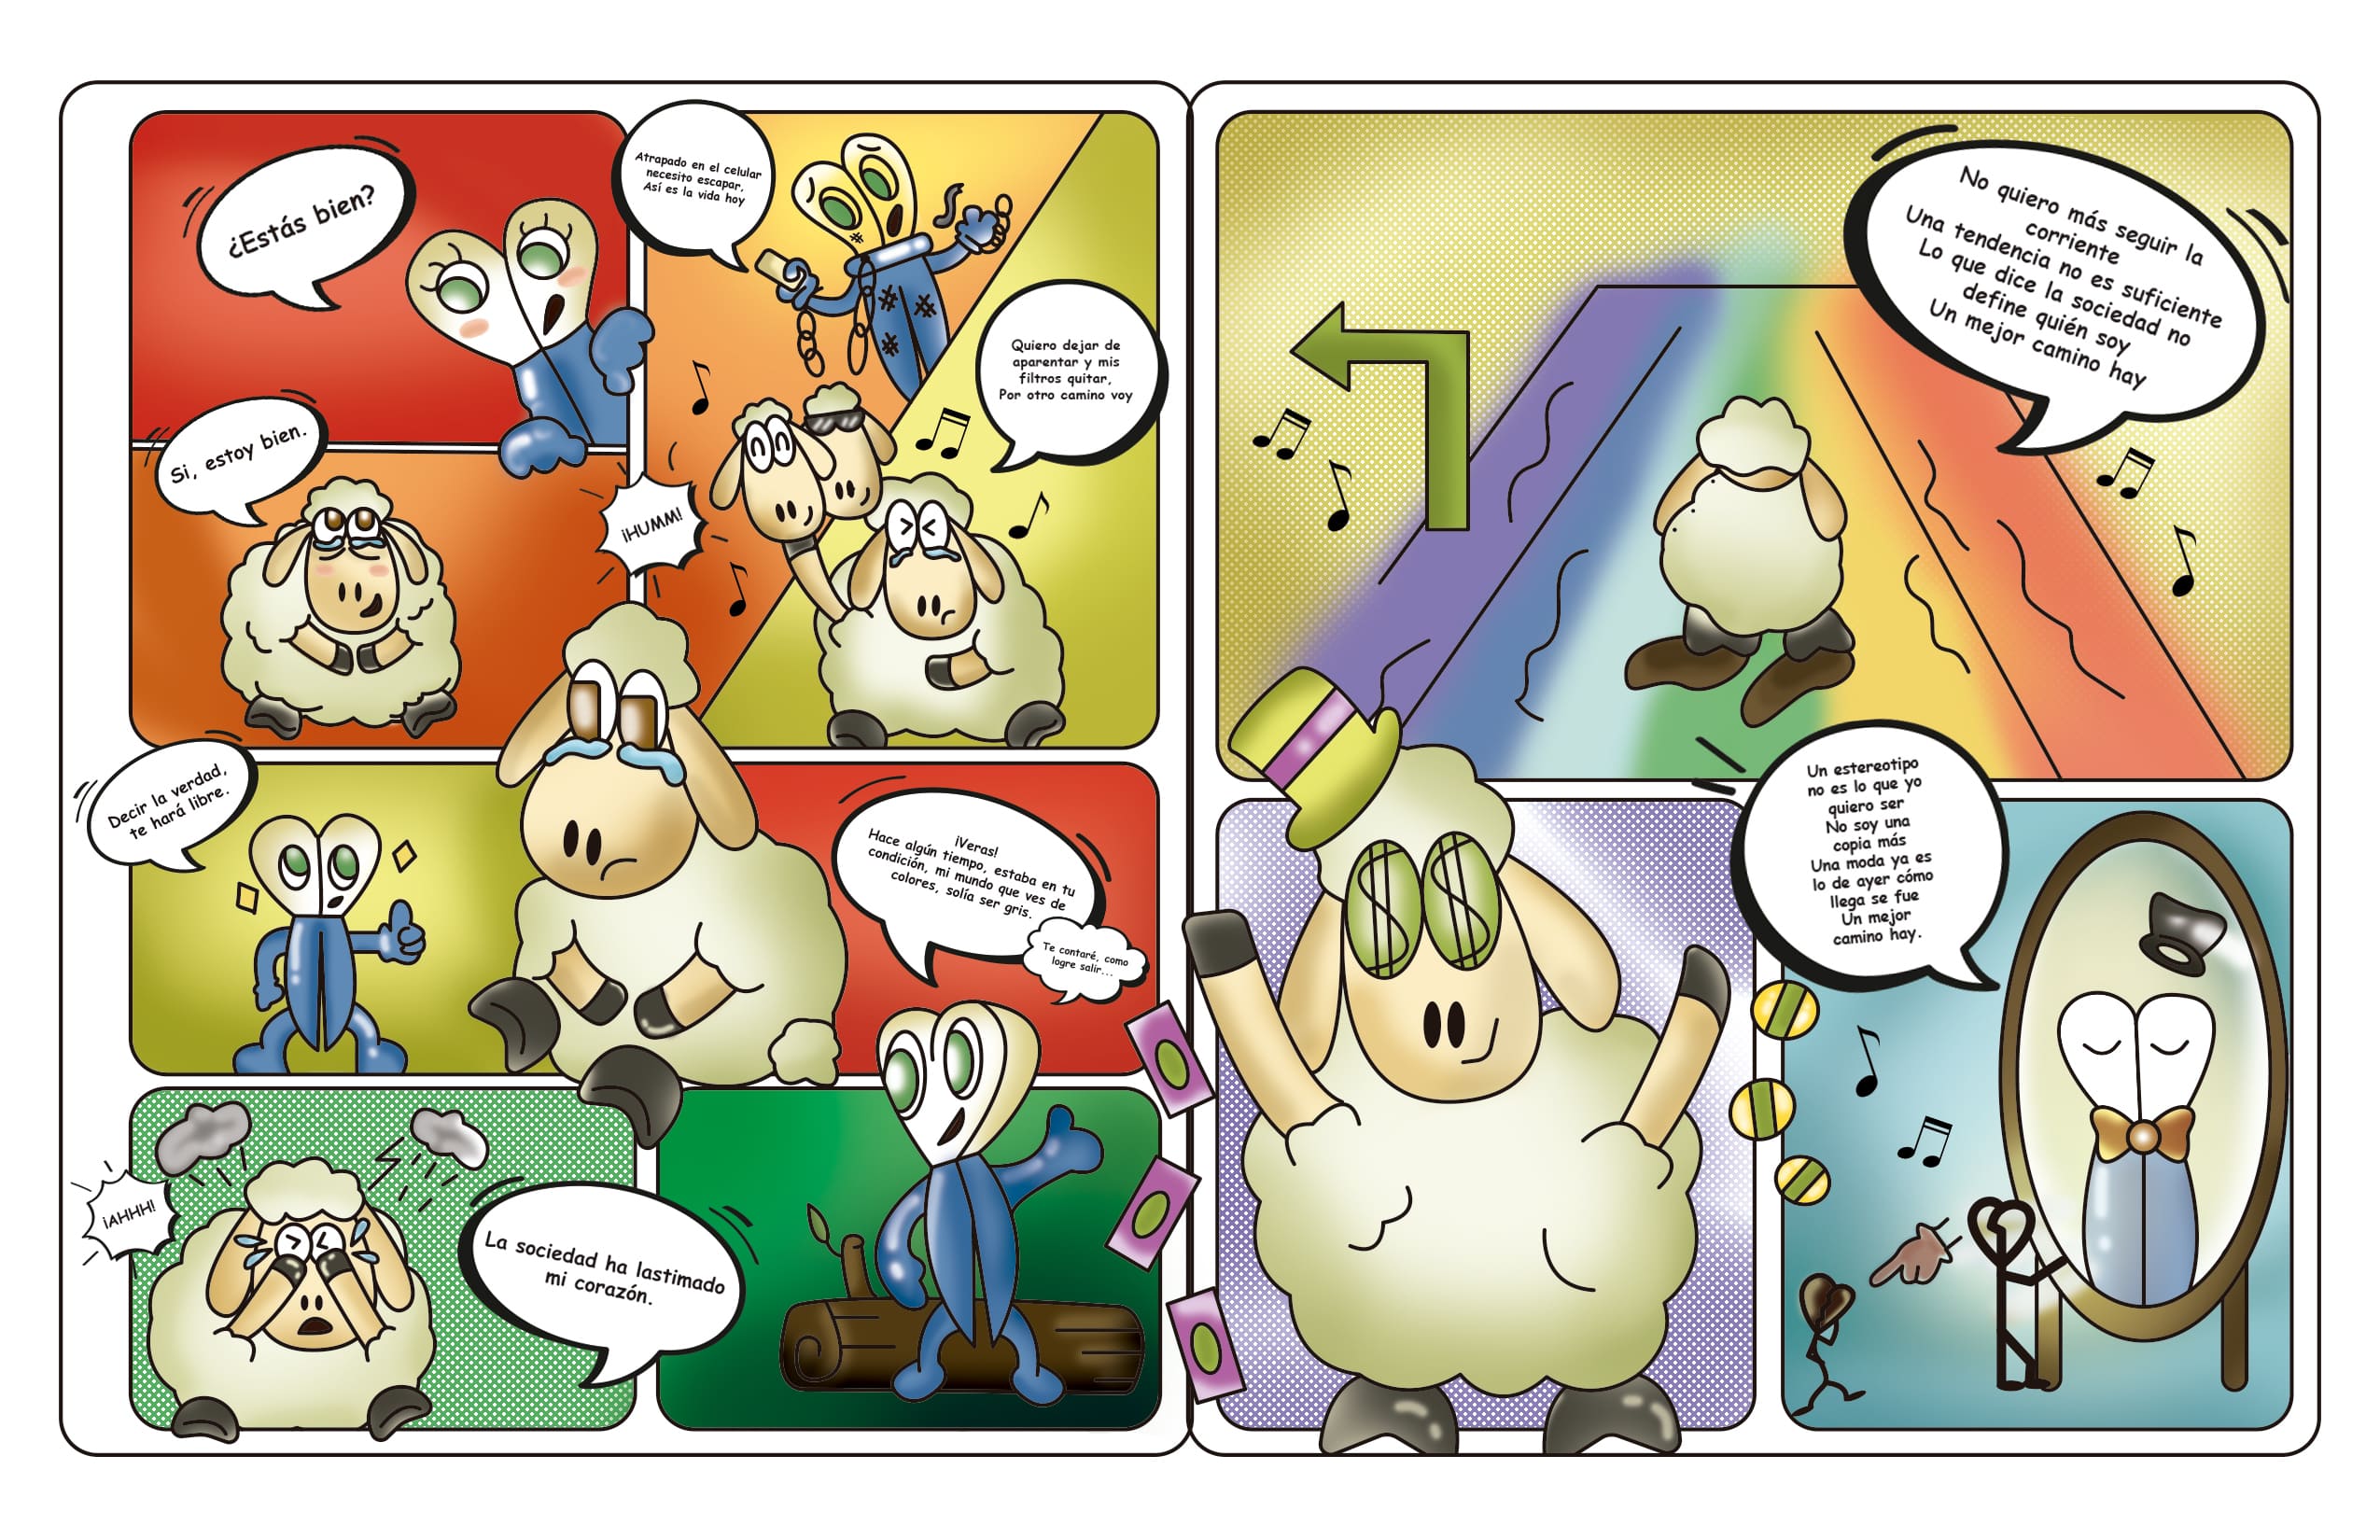 ¿Estás bien?
Si, estoy bien.
¡HUMM!
Decir la verdad,
te hará libre.
¡Veras!
Hace algún tiempo, estaba en tu
condición, mi mundo que ves de
colores, solía ser gris.
Te contaré, como
logre salir...
¡AHHH!
La sociedad ha lastimado
mi corazón.
Atrapado en el celular
necesito escapar,
Así es la vida hoy
Quiero dejar de
aparentar y mis
filtros quitar,
Por otro camino voy
No quiero más seguir la
corriente
Una tendencia no es suficiente
Lo que dice la sociedad no
define quién soy
Un mejor camino hay
Un estereotipo
no es lo que yo
quiero ser
No soy una
copia más
Una moda ya es
lo de ayer cómo
llega se fue
Un mejor
camino hay.